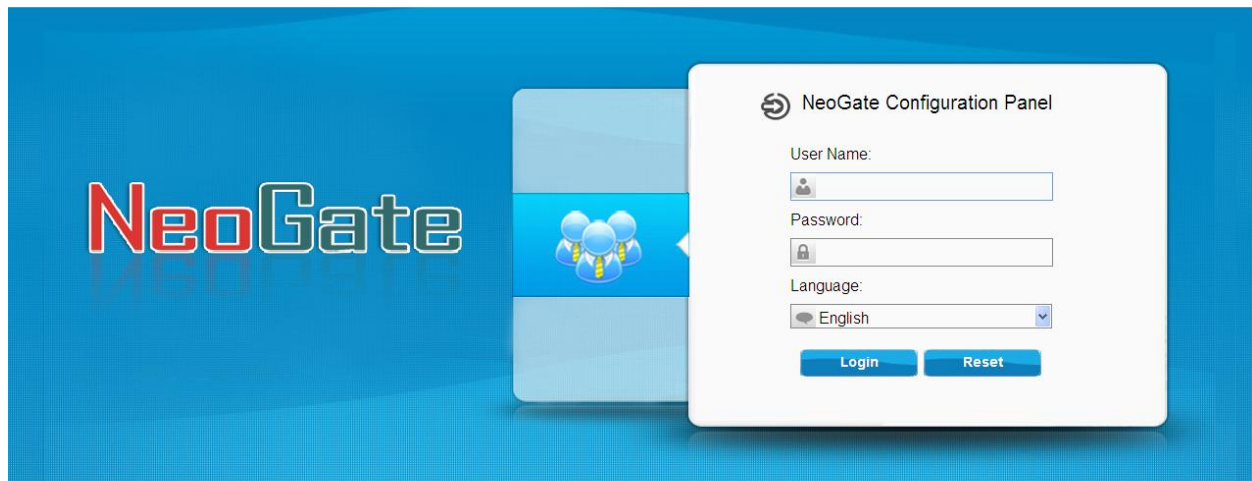 NeoGate
NeoGate Configuration Panel
User Name:
Password:
Language:
English
Login Reset